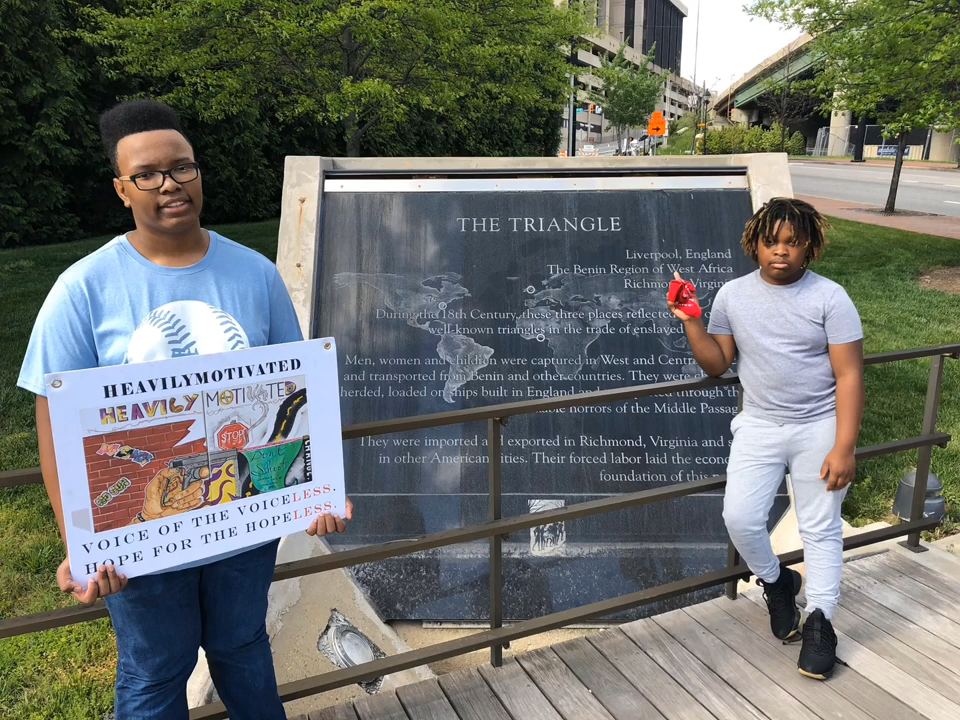 THE TRIANGLE
Liverpool, England
The Benin Region of West Africa
Richmond, Virginia
During the 18th Century, these three places reflected
well-known triangles in the trade of enslaved
Men, women and children were captured in West and Central
and transported from Benin and other countries. They were
herded, loaded on ships built in England and
horrors of the Middle Passage
They were imported and exported in Richmond, Virginia and
in other American cities. Their forced labor laid the
foundation of this
HEAVILYMOTIVATED
HEAVILY MOTIVATED
STOP
VOICE OF THE VOICELESS.
HOPE FOR THE HOPELESS.